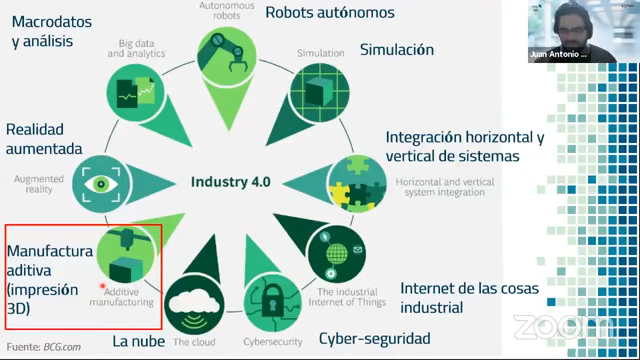 Macrodatos
y análisis
Big data
and analytics
Autonomous
robots
Robots autónomos
Simulation
Simulación
Juan Antonio ...
Realidad
aumentada
Augmented
reality
Industry 4.0
Integración horizontal y
vertical de sistemas
Horizontal and vertical
system integration
Manufactura
aditiva
(impresión
3D)
Additive
manufacturing
The industrial
Internet of Things
Internet de las cosas
industrial
La nube
The cloud
Cybersecurity
Cyber-seguridad
Fuente: BCG.com
zoom